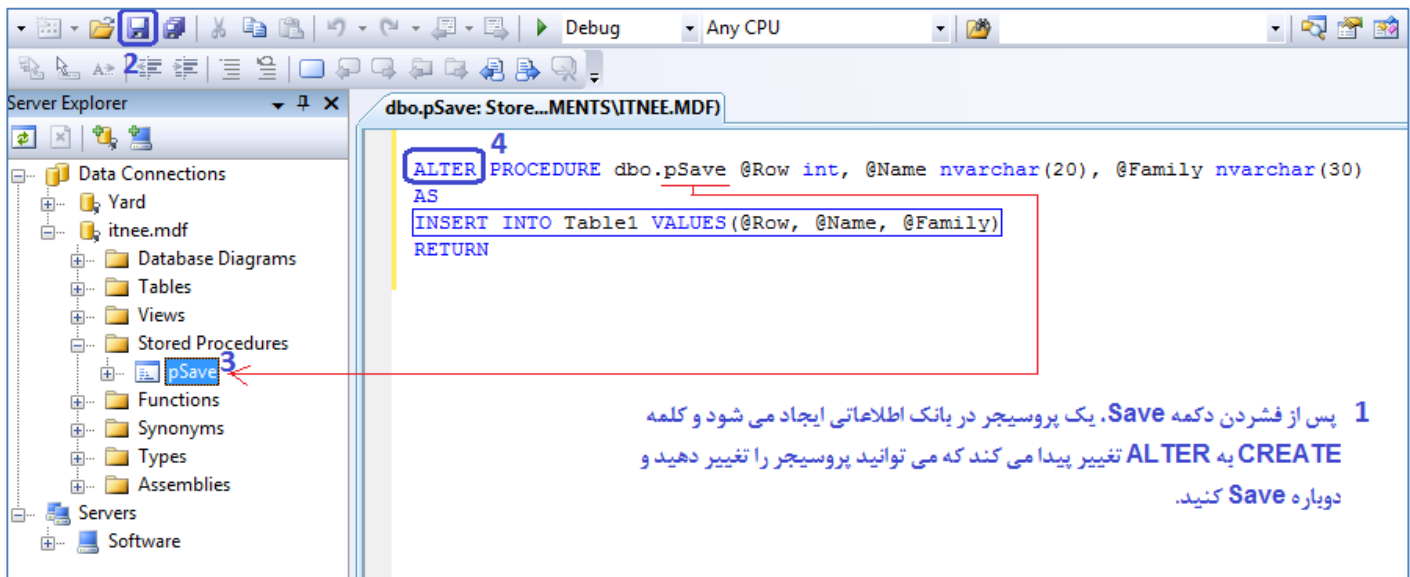 Debug
Any CPU
2
Server Explorer
dbo.pSave: Store...MENTS\ITNEE.MDF)
Data Connections
Yard
itnee.mdf
Database Diagrams
Tables
Views
Stored Procedures
pSave
3
Functions
Synonyms
Types
Assemblies
Servers
Software
4
ALTER PROCEDURE dbo.pSave @Row int, @Name nvarchar(20), @Family nvarchar(30)
AS
INSERT INTO Table1 VALUES(@Row, @Name, @Family)
RETURN
1 پس از فشردن دکمه Save، یک پروسیجر در بانک اطلاعاتی ایجاد می شود و کلمه
CREATE به ALTER تغییر پیدا می کند که می توانید پروسیجر را تغییر دهید و
دوباره Save کنید.